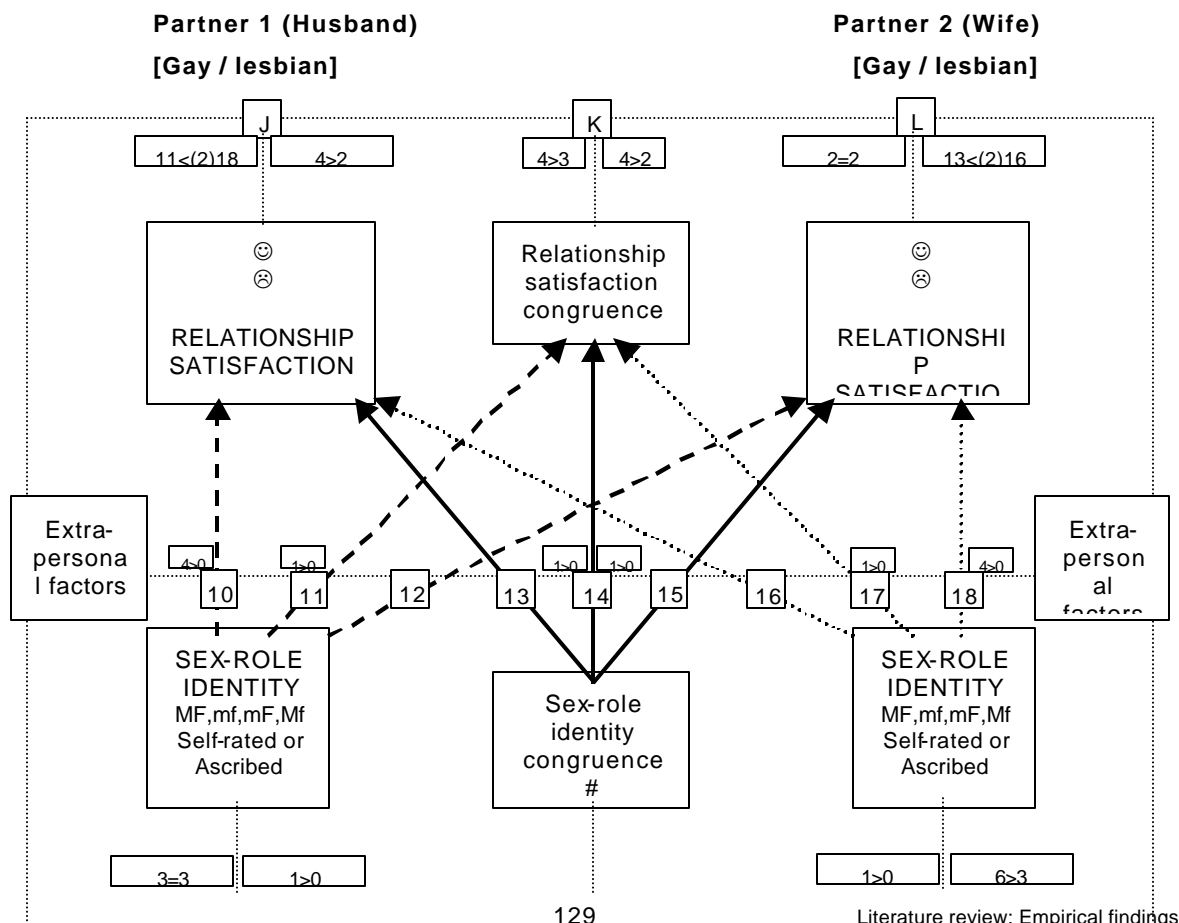 Partner 1 (Husband)
Partner 2 (Wife)
[Gay / lesbian]
[Gay / lesbian]
J
K
L
11<(2)18
4>2
4>3
4>2
2=2
13<(2)16
☺
☹
RELATIONSHIP
SATISFACTION
Relationship
satisfaction
congruence
☺
☹
RELATIONSHI
P
SATISFACTIO
Extra-
persona
l factors
Extra-
person
al
factors
4>0
1>0
1>0
1>0
1>0
4>0
10
11
12
13
14
15
16
17
18
SEX-ROLE
IDENTITY
MF,mf,mF,Mf
Self-rated or
Ascribed
Sex-role
identity
congruence
#
SEX-ROLE
IDENTITY
MF,mf,mF,Mf
Self-rated or
Ascribed
3=3
1>0
1>0
6>3
129
Literature review: Empirical findings